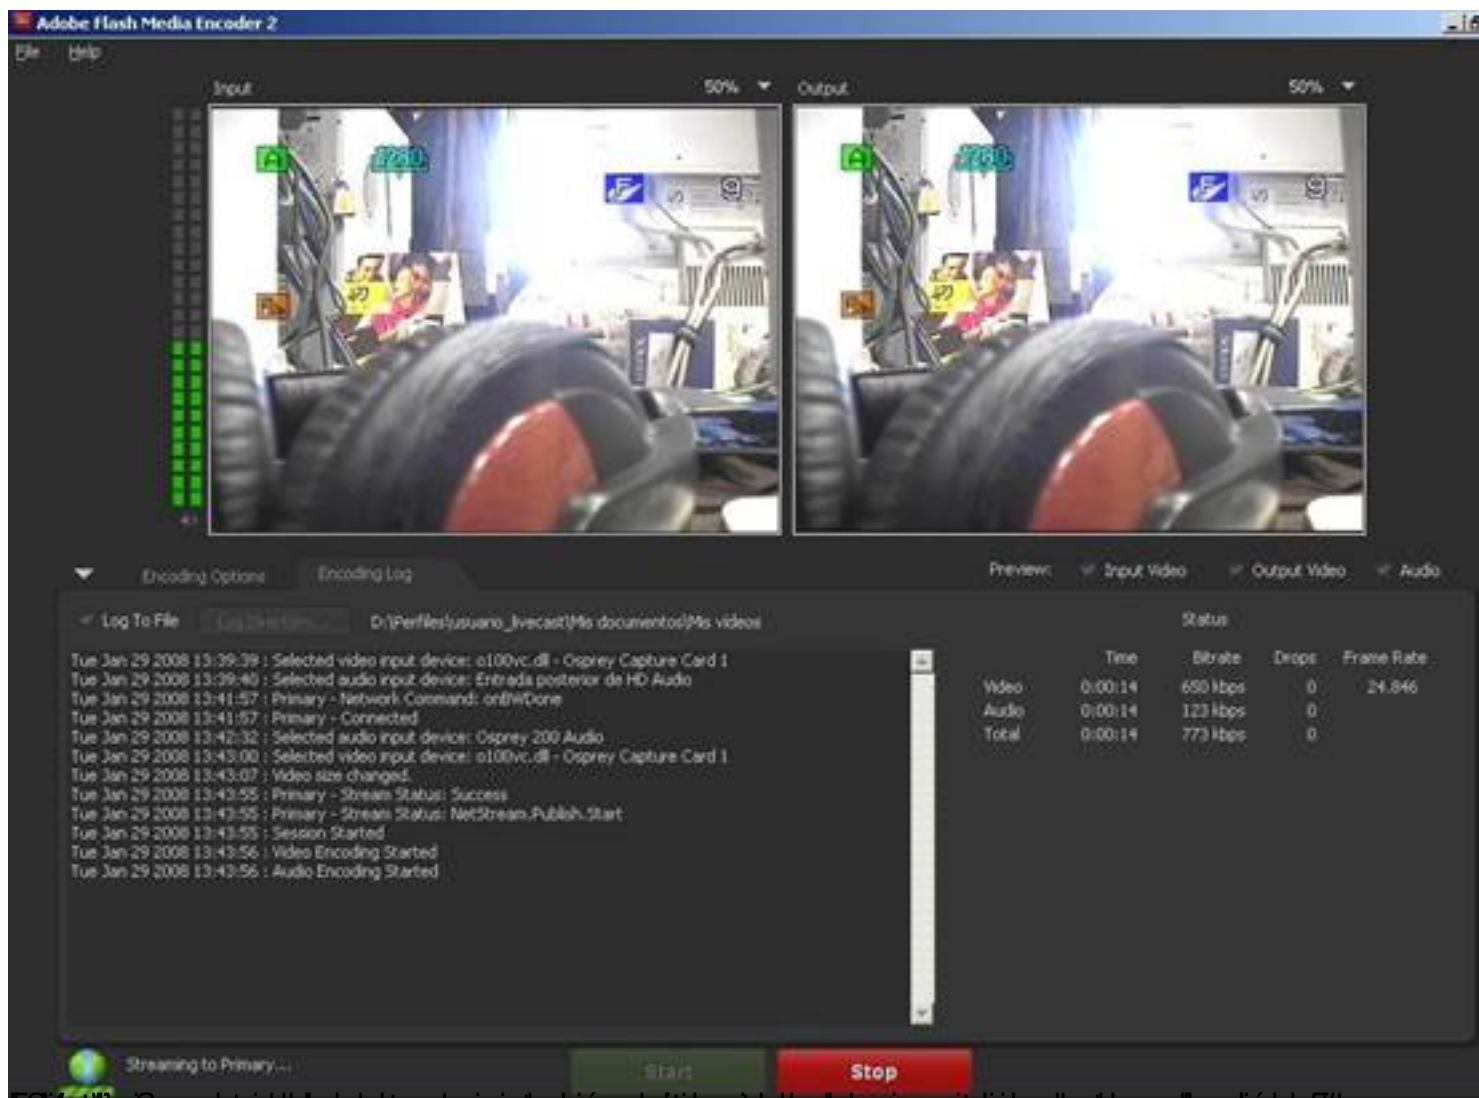 Adobe Flash Media Encoder 2
File Help
Input 50% Output 50%
A
F
S
9
Encoding Options Encoding Log Preview: Input Video Output Video Audio
Log To File Log Directory... D:\Perfiles\usuario_livecast\Mis documentos\Mis vídeos
Status
Tue Jan 29 2008 13:39:39 : Selected video input device: o100vc.dll - Osprey Capture Card 1
Tue Jan 29 2008 13:39:40 : Selected audio input device: Entrada posterior de HD Audio
Tue Jan 29 2008 13:41:57 : Primary - Network Command: onBWDone
Tue Jan 29 2008 13:41:57 : Primary - Connected
Tue Jan 29 2008 13:42:32 : Selected audio input device: Osprey 200 Audio
Tue Jan 29 2008 13:43:00 : Selected video input device: o100vc.dll - Osprey Capture Card 1
Tue Jan 29 2008 13:43:07 : Video size changed.
Tue Jan 29 2008 13:43:55 : Primary - Stream Status: Success
Tue Jan 29 2008 13:43:55 : Primary - Stream Status: NetStream.Publish.Start
Tue Jan 29 2008 13:43:55 : Session Started
Tue Jan 29 2008 13:43:56 : Video Encoding Started
Tue Jan 29 2008 13:43:56 : Audio Encoding Started
Time Bitrate Drops Frame Rate
Video 0:00:14 650 kbps 0 24.846
Audio 0:00:14 123 kbps 0
Total 0:00:14 773 kbps 0
Streaming to Primary...
Start Stop